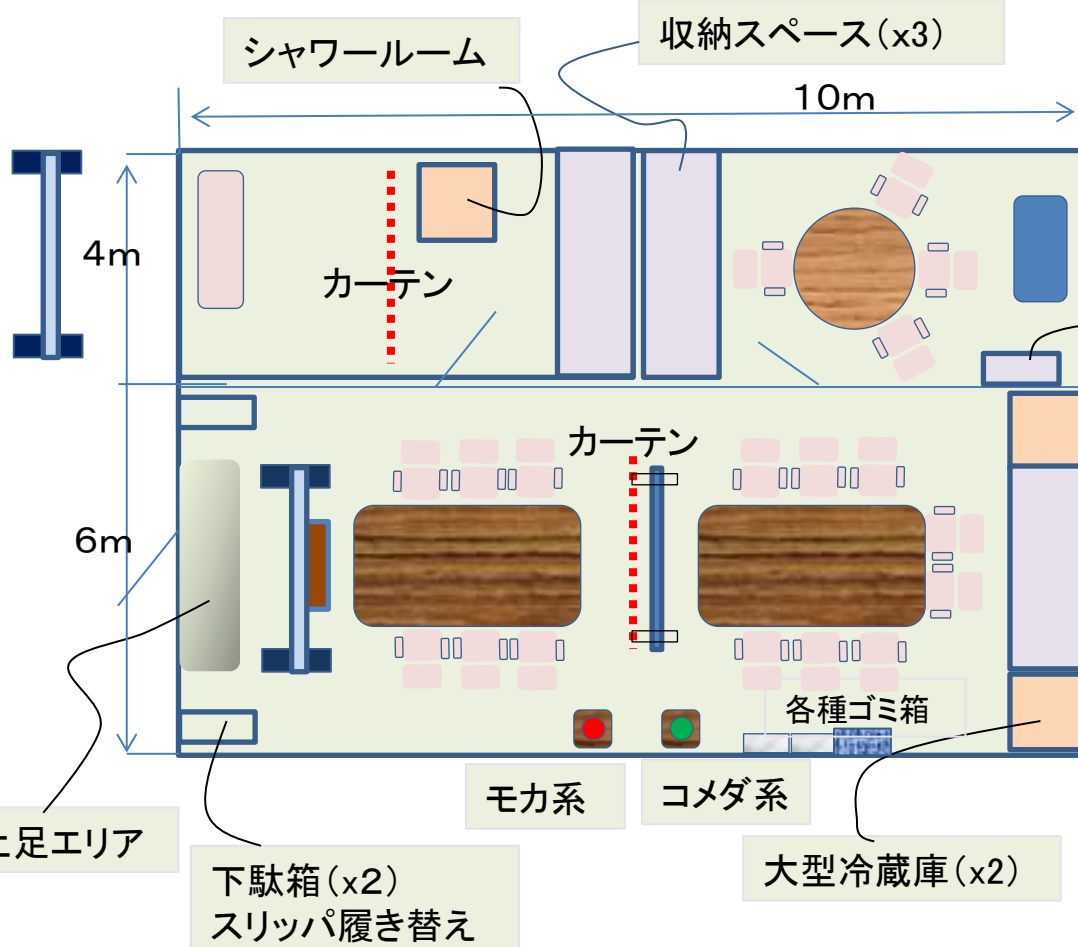 シャワールーム
収納スペース(x3)
10m
4m
カーテン
カーテン
6m
各種ゴミ箱
モカ系
コメダ系
土足エリア
下駄箱(x2)
スリッパ履き替え
大型冷蔵庫(x2)